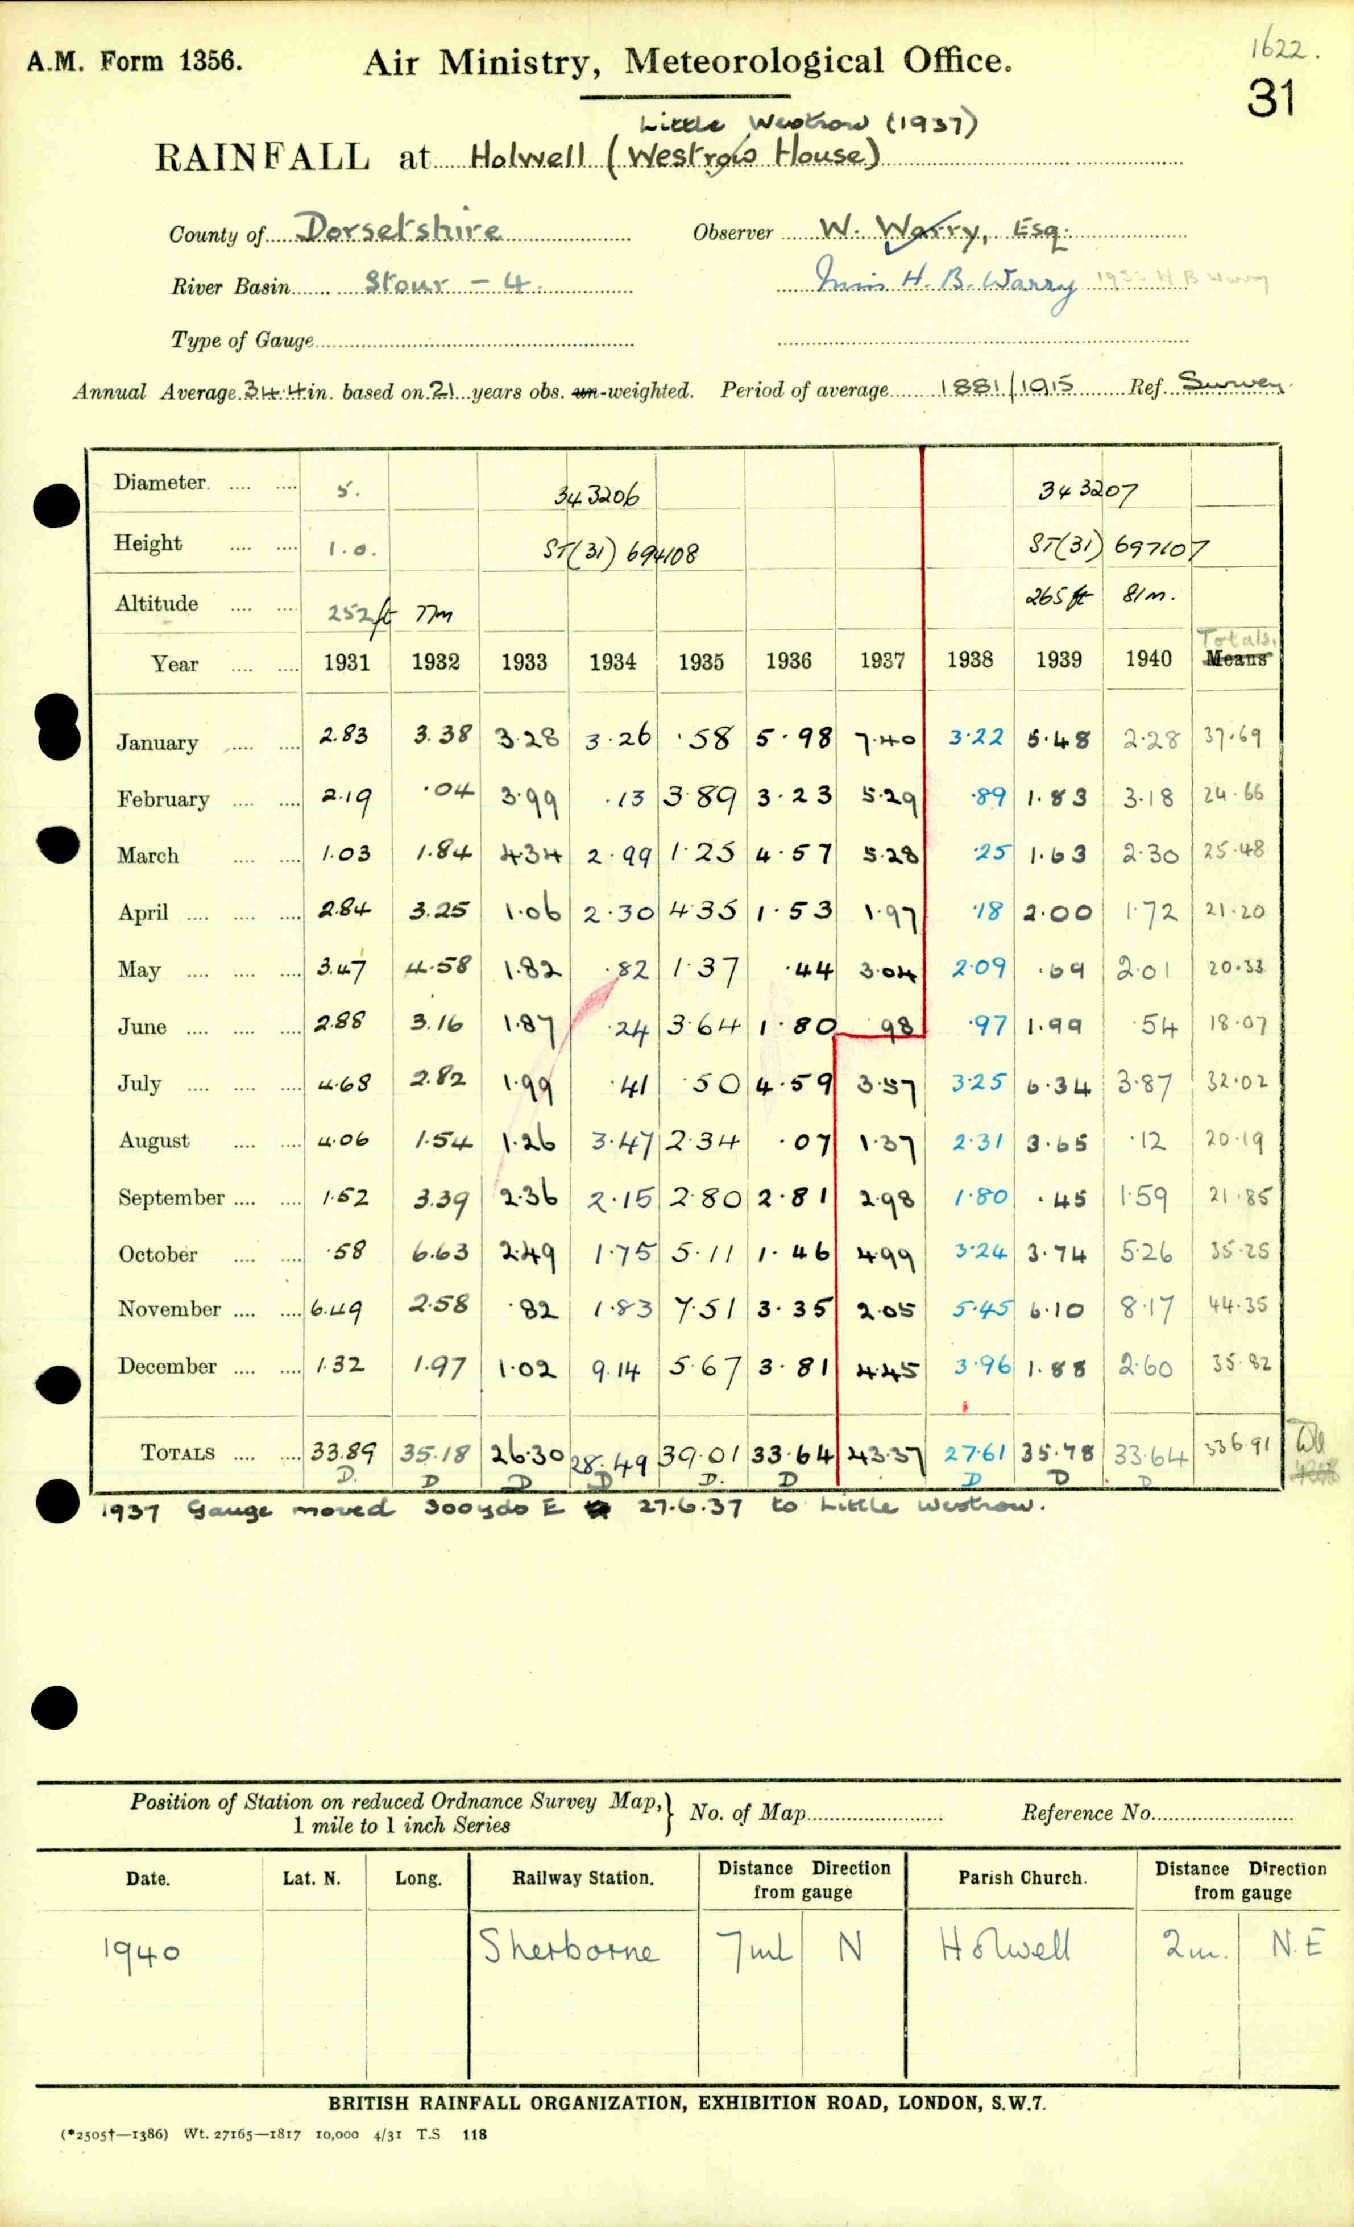 A.M. Form 1356.
Air Ministry, Meteorological Office.
1622.
31
Little Westrow (1937)
RAINFALL at Holwell (Westrow House)
County of Dorsetshire Observer W. Warry, Esq.
River Basin Stour - 4. Miss H. B. Warry H B Warry
Type of Gauge
Annual Average 34.4 in. based on 21 years obs. un-weighted. Period of average 1881/1915 Ref. Survey.
Diameter 5. 343206 343207
Height 1.0. ST(31) 694108 ST(31) 697107
Altitude 252ft 77m 265 ft 81m.
Totals.
Year 1931 1932 1933 1934 1935 1936 1937 1938 1939 1940 Means
January 2.83 3.38 3.28 3.26 .58 5.98 7.40 3.22 5.48 2.28 37.69
February 2.19 .04 3.99 .13 3.89 3.23 5.29 .89 1.83 3.18 24.66
March 1.03 1.84 4.34 2.99 1.25 4.57 5.28 .25 1.63 2.30 25.48
April 2.84 3.25 1.06 2.30 4.35 1.53 1.97 .18 2.00 1.72 21.20
May 3.47 4.58 1.82 .82 1.37 .44 3.04 2.09 .69 2.01 20.33
June 2.88 3.16 1.87 .24 3.64 1.80 .98 .97 1.99 .54 18.07
July 4.68 2.82 1.99 .41 .50 4.59 3.57 3.25 6.34 3.87 32.02
August 4.06 1.54 1.26 3.47 2.34 .07 1.37 2.31 3.65 .12 20.19
September 1.52 3.39 2.36 2.15 2.80 2.81 2.98 1.80 .45 1.59 21.85
October .58 6.63 2.49 1.75 5.11 1.46 4.99 3.24 3.74 5.26 35.25
November 6.49 2.58 .82 1.83 7.51 3.35 2.05 5.45 6.10 8.17 44.35
December 1.32 1.97 1.02 9.14 5.67 3.81 4.45 3.96 1.88 2.60 35.82
TOTALS 33.89 35.18 26.30 28.49 39.01 33.64 43.37 27.61 35.78 33.64 336.91
D. D D D D. D D D D
1937 Gauge moved 300yds E 27.6.37 to Little Westrow.
Position of Station on reduced Ordnance Survey Map,} No. of Map Reference No.
1 mile to 1 inch Series
Date. Lat. N. Long. Railway Station. Distance Direction from gauge Parish Church. Distance Direction from gauge
1940 Sherborne 7ml N Holwell 2m. N.E
BRITISH RAINFALL ORGANIZATION, EXHIBITION ROAD, LONDON, S.W.7.
(*2505†—1386) Wt. 27165—1817 10,000 4/31 T.S 118